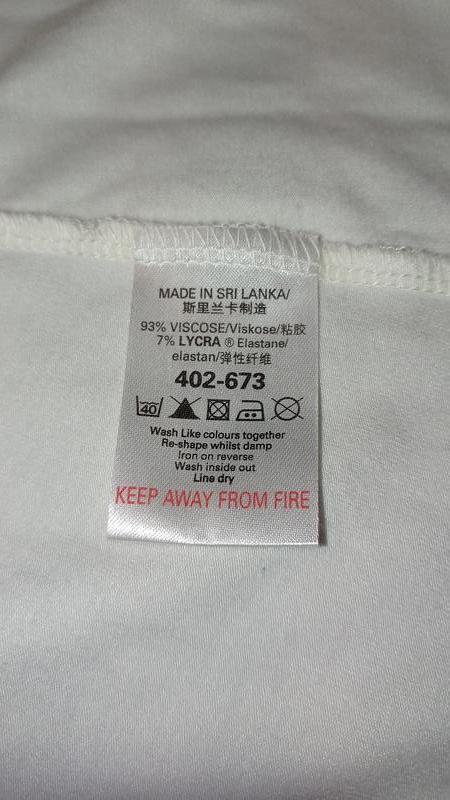 MADE IN SRI LANKA/
斯里兰卡制造
93% VISCOSE/Viskose/粘胶
7% LYCRA ® Elastane/
elastan/弹性纤维
402-673
40
Wash Like colours together
Re-shape whilst damp
Iron on reverse
Wash inside out
Line dry
KEEP AWAY FROM FIRE